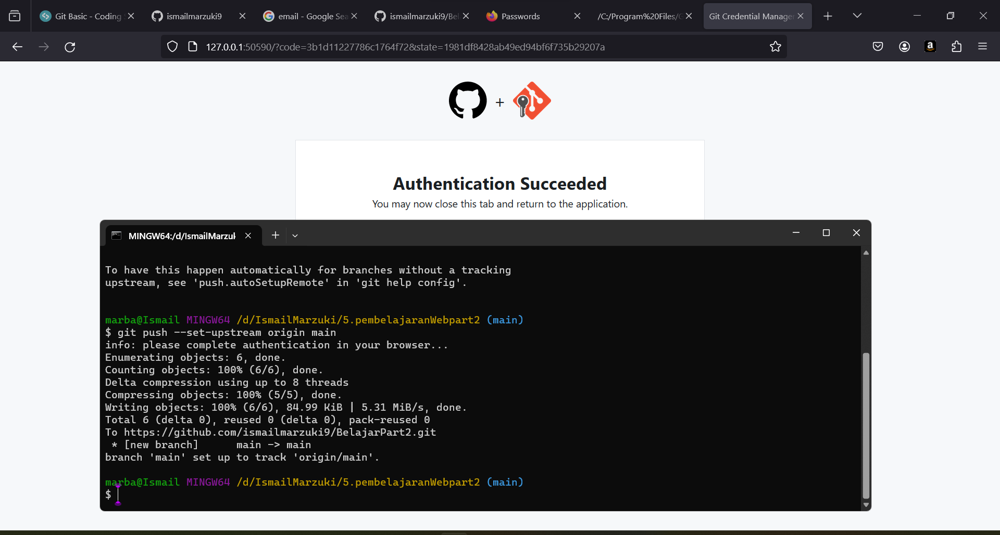 Git Basic - Coding
ismailmarzuki9
email - Google Sea
ismailmarzuki9/Bel
Passwords
/C:/Program%20Files/G
Git Credential Manager
127.0.0.1:50590/?code=3b1d11227786c1764f72&state=1981df8428ab49ed94bf6f735b29207a
a
+
Authentication Succeeded
You may now close this tab and return to the application.
MINGW64:/d/IsmailMarzuk
To have this happen automatically for branches without a tracking
upstream, see 'push.autoSetupRemote' in 'git help config'.
marba@Ismail MINGW64 /d/IsmailMarzuki/5.pembelajaranWebpart2 (main)
$ git push --set-upstream origin main
info: please complete authentication in your browser...
Enumerating objects: 6, done.
Counting objects: 100% (6/6), done.
Delta compression using up to 8 threads
Compressing objects: 100% (5/5), done.
Writing objects: 100% (6/6), 84.99 KiB | 5.31 MiB/s, done.
Total 6 (delta 0), reused 0 (delta 0), pack-reused 0
To https://github.com/ismailmarzuki9/BelajarPart2.git
 * [new branch]      main -> main
branch 'main' set up to track 'origin/main'.
marba@Ismail MINGW64 /d/IsmailMarzuki/5.pembelajaranWebpart2 (main)
$